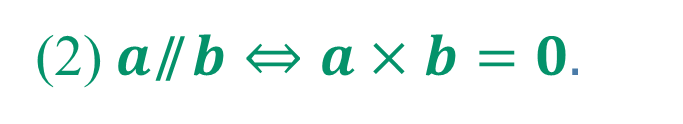 (2) a//b ⇔ a × b = 0.